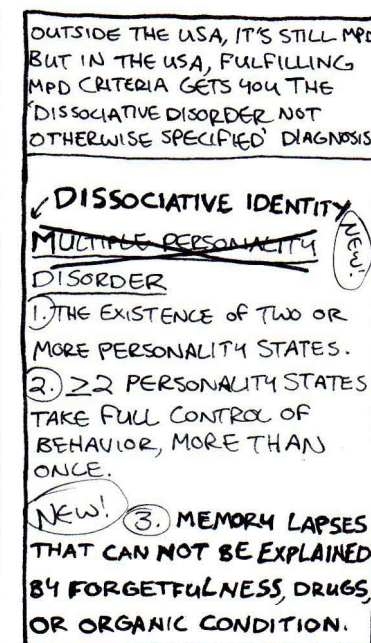 OUTSIDE THE USA, IT'S STILL MPD
BUT IN THE USA, FULFILLING
MPD CRITERIA GETS YOU THE
'DISSOCIATIVE DISORDER NOT
OTHERWISE SPECIFIED' DIAGNOSIS
DISSOCIATIVE IDENTITY
MULTIPLE PERSONALITY
NEW!
DISORDER
1. THE EXISTENCE OF TWO OR
MORE PERSONALITY STATES.
2. ≥2 PERSONALITY STATES
TAKE FULL CONTROL OF
BEHAVIOR, MORE THAN
ONCE.
NEW! 3. MEMORY LAPSES
THAT CAN NOT BE EXPLAINED
BY FORGETFULNESS, DRUGS,
OR ORGANIC CONDITION.